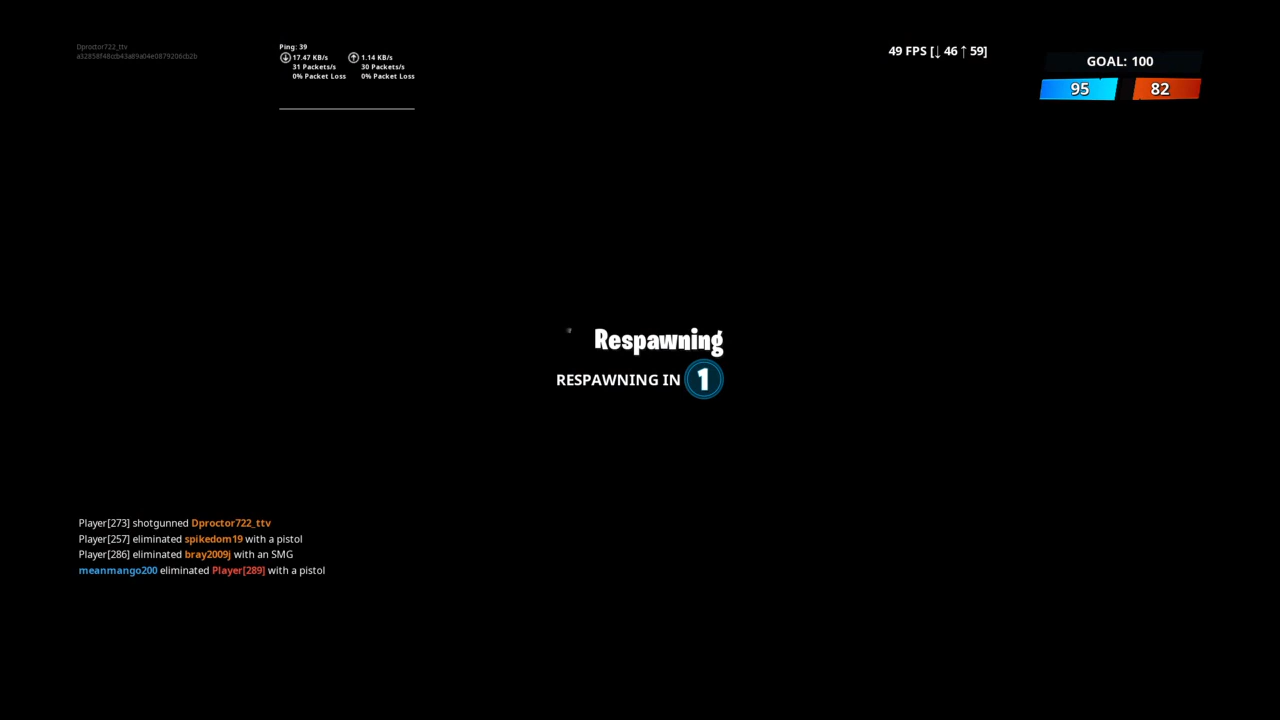 Dproctor722_ttv
Ping: 39
17.47 KB/s
1.14 KB/s
31 Packets/s
30 Packets/s
0% Packet Loss
0% Packet Loss
49 FPS [↓ 46 ↑ 59]
GOAL: 100
95
82
Respawning
RESPAWNING IN 1
Player[273] shotgunned Dproctor722_ttv
Player[257] eliminated spikedom19 with a pistol
Player[286] eliminated bray2009j with an SMG
meanmango200 eliminated Player[289] with a pistol